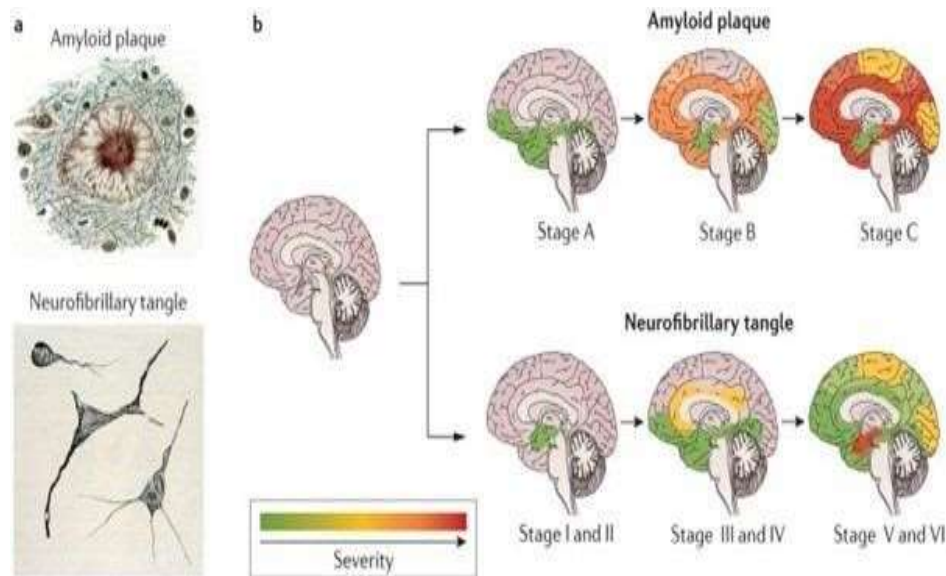 a
Amyloid plaque
Neurofibrillary tangle
b
Amyloid plaque
Stage A
Stage B
Stage C
Neurofibrillary tangle
Stage I and II
Stage III and IV
Stage V and VI
Severity